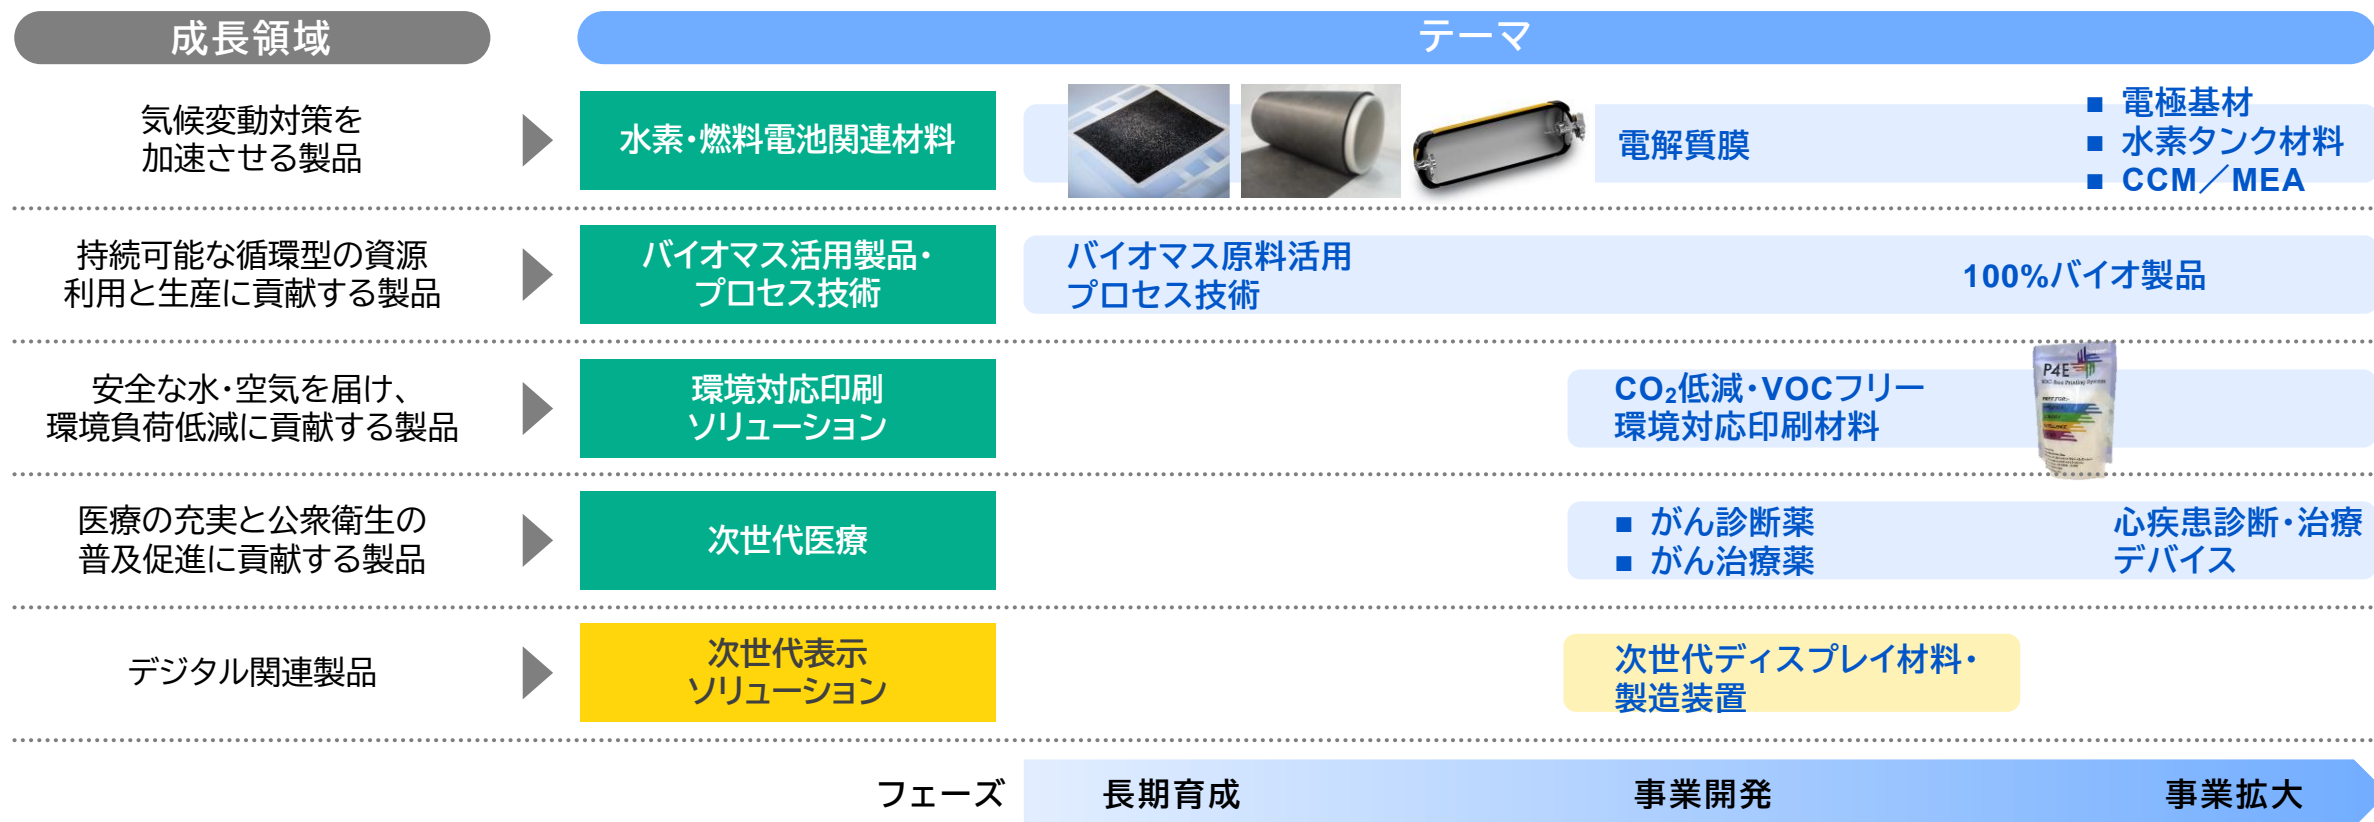 成長領域
テーマ
気候変動対策を
加速させる製品
水素・燃料電池関連材料
電解質膜
■ 電極基材
■ 水素タンク材料
■ CCM／MEA
持続可能な循環型の資源
利用と生産に貢献する製品
バイオマス活用製品・
プロセス技術
バイオマス原料活用
プロセス技術
100%バイオ製品
安全な水・空気を届け、
環境負荷低減に貢献する製品
環境対応印刷
ソリューション
CO₂低減・VOCフリー
環境対応印刷材料
P4E
VOC-free Printing System
医療の充実と公衆衛生の
普及促進に貢献する製品
次世代医療
■ がん診断薬
■ がん治療薬
心疾患診断・治療
デバイス
デジタル関連製品
次世代表示
ソリューション
次世代ディスプレイ材料・
製造装置
フェーズ
長期育成
事業開発
事業拡大